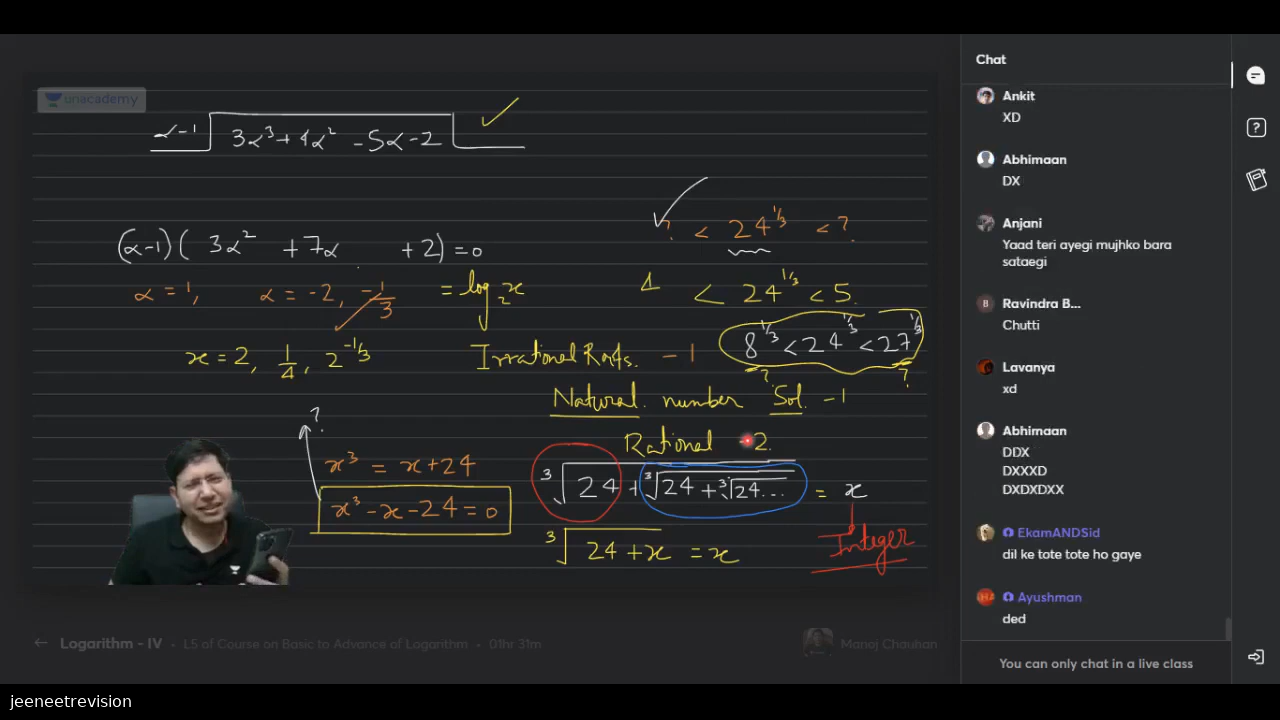 unacademy
α-1 3α³+4α² -5α-2
(α-1)( 3α² +7α +2) =0
α=1, α=-2, -1/3 = log₂x
x=2, 1/4, 2^(-1/3)
Irrational Roots. - 1
Natural number Sol. -1
Rational -2
? < 24^(1/3) < ?
< 24^(1/3) < 5.
8^(1/3) < 24^(1/3) < 27^(1/3)
? ?
?
x³ = x+24
x³-x-24=0
∛(24 + ∛(24 + ∛(24... = x
∛(24+x) = x
Integer
Logarithm - IV • L5 of Course on Basic to Advance of Logarithm • 01hr 31m
Manoj Chauhan
Chat
Ankit
XD
Abhimaan
DX
Anjani
Yaad teri ayegi mujhko bara
sataegi
B Ravindra B...
Chutti
Lavanya
xd
Abhimaan
DDX
DXXXD
DXDXDXX
EkamANDSid
dil ke tote tote ho gaye
Ayushman
ded
You can only chat in a live class
jeeneetrevision